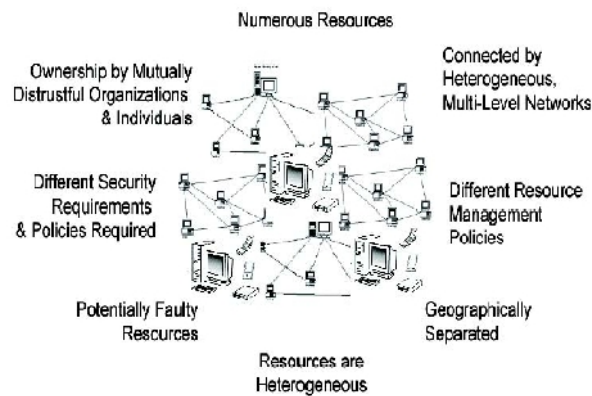 Numerous Resources
Ownership by Mutually
Distrustful Organizations
& Individuals
Connected by
Heterogeneous,
Multi-Level Networks
Different Security
Requirements
& Policies Required
Different Resource
Management
Policies
Potentially Faulty
Resources
Geographically
Separated
Resources are
Heterogeneous